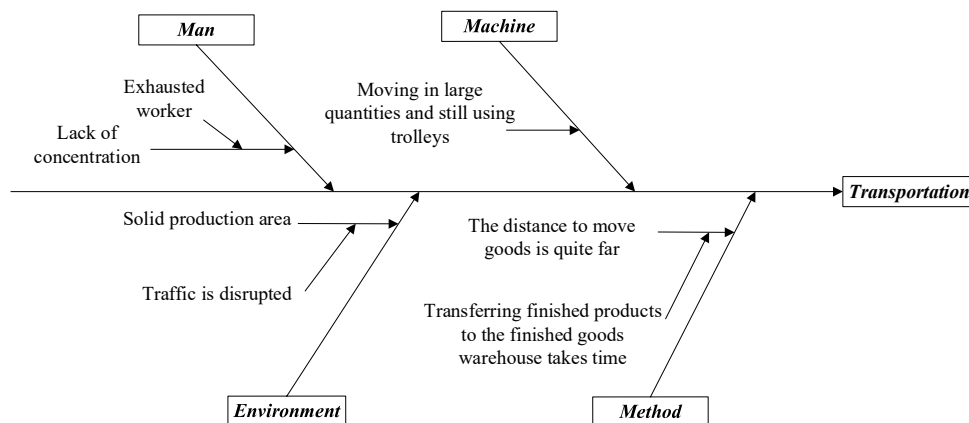 Man
Machine
Exhausted
worker
Lack of
concentration
Moving in large
quantities and still using
trolleys
Transportation
Solid production area
Traffic is disrupted
The distance to move
goods is quite far
Transferring finished products
to the finished goods
warehouse takes time
Environment
Method